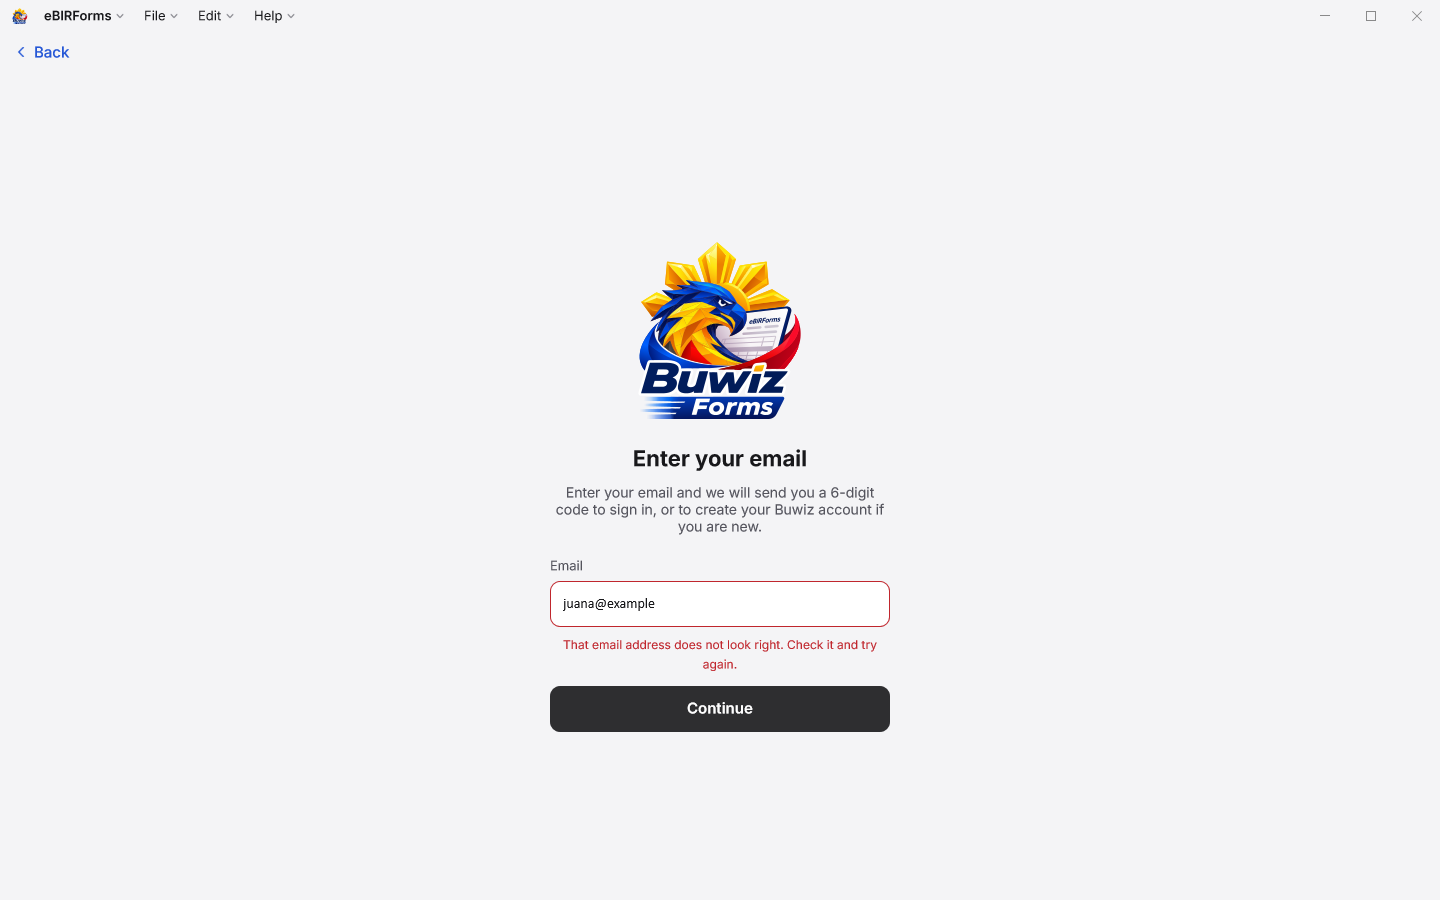 eBIRForms File Edit Help
Back
eBIRForms
Buwiz
Forms
Enter your email
Enter your email and we will send you a 6-digit
code to sign in, or to create your Buwiz account if
you are new.
Email
juana@example
That email address does not look right. Check it and try
again.
Continue